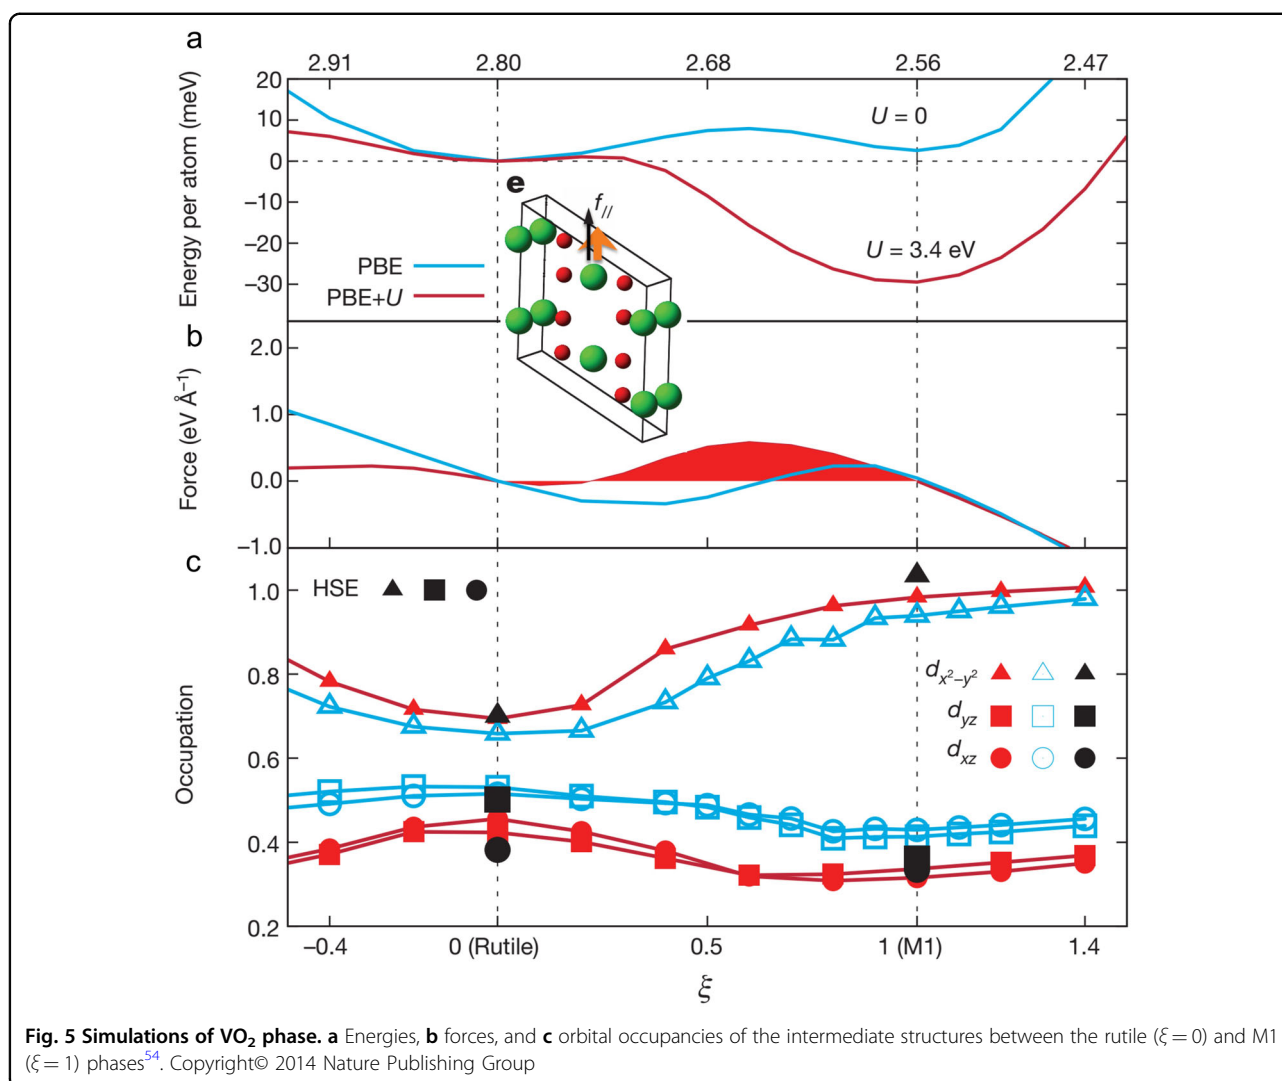 a
2.91 2.80 2.68 2.56 2.47
Energy per atom (meV)
20
10
0
−10
−20
−30
U = 0
U = 3.4 eV
PBE
PBE+U
e
f//
b
Force (eV Å⁻¹)
2.0
1.0
0.0
−1.0
c
Occupation
1.0
0.8
0.6
0.4
0.2
HSE
dx²−y²
dyz
dxz
−0.4 0 (Rutile) 0.5 1 (M1) 1.4
ξ
Fig. 5 Simulations of VO₂ phase. a Energies, b forces, and c orbital occupancies of the intermediate structures between the rutile (ξ = 0) and M1
(ξ = 1) phases⁵⁴. Copyright© 2014 Nature Publishing Group